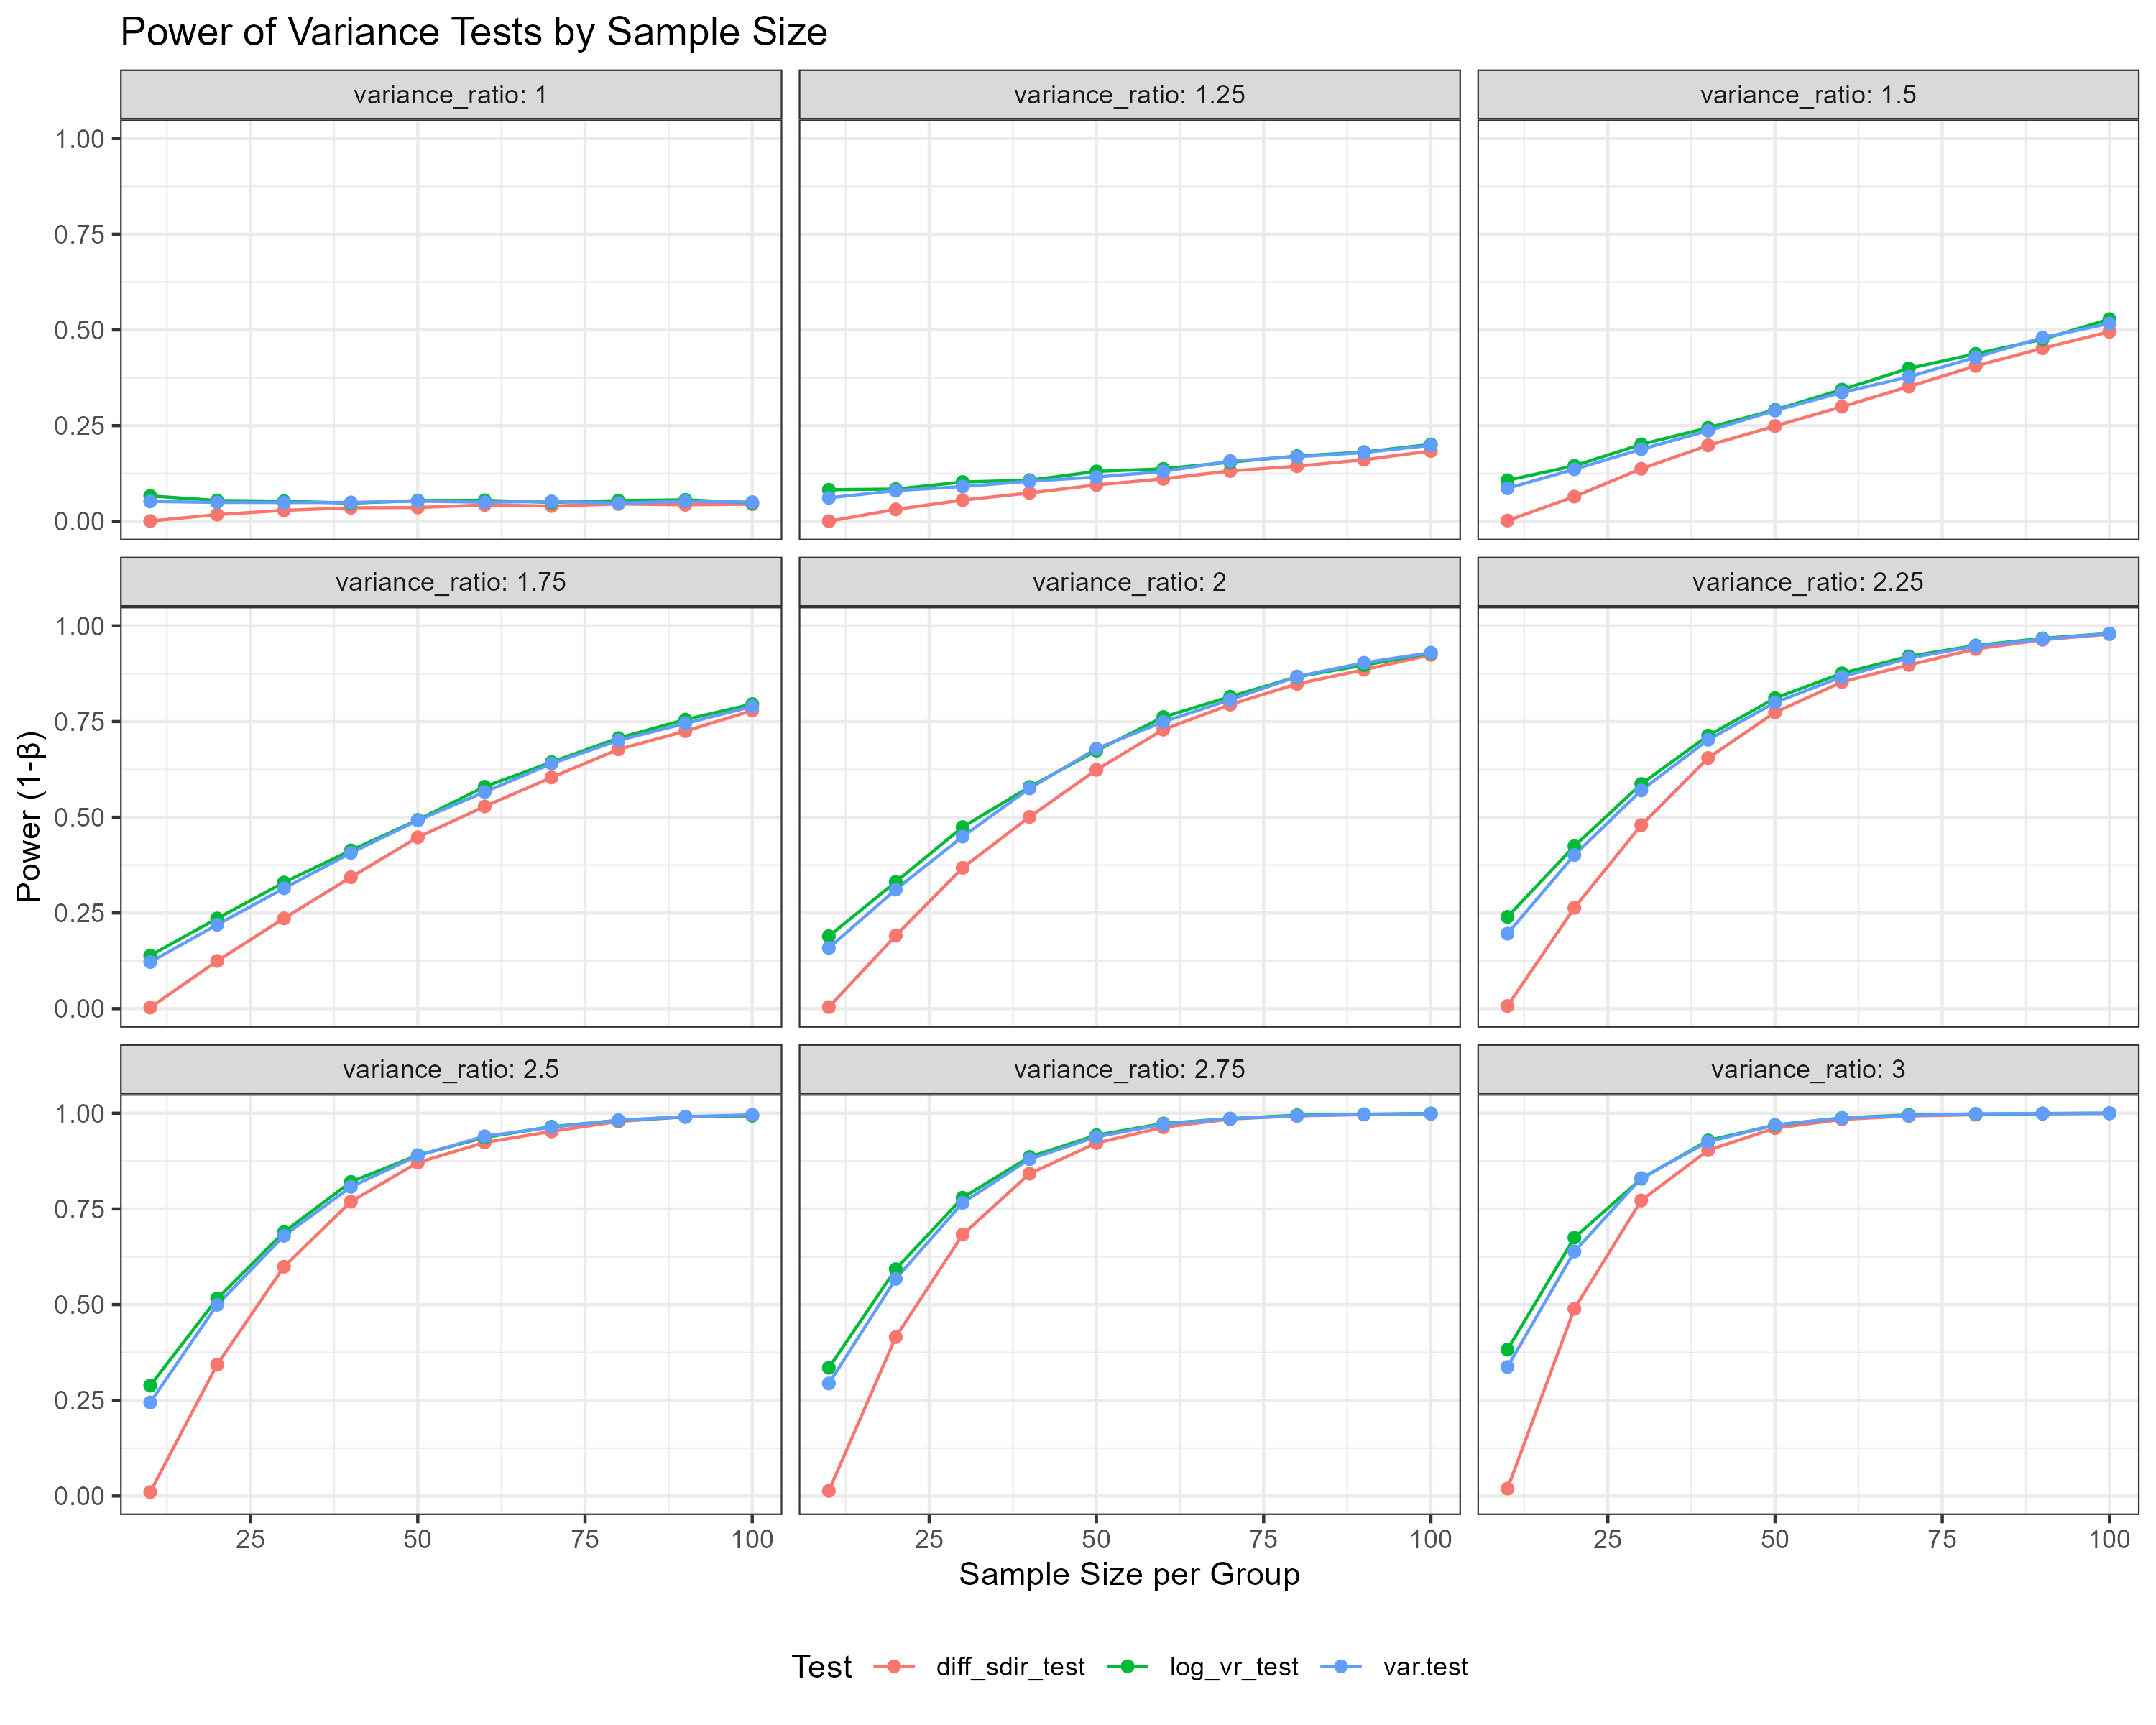 Power of Variance Tests by Sample Size
variance_ratio: 1
variance_ratio: 1.25
variance_ratio: 1.5
1.00
0.75
0.50
0.25
0.00
variance_ratio: 1.75
variance_ratio: 2
variance_ratio: 2.25
1.00
0.75
0.50
0.25
0.00
Power (1-β)
variance_ratio: 2.5
variance_ratio: 2.75
variance_ratio: 3
1.00
0.75
0.50
0.25
0.00
25 50 75 100
25 50 75 100
25 50 75 100
Sample Size per Group
Test diff_sdir_test log_vr_test var.test